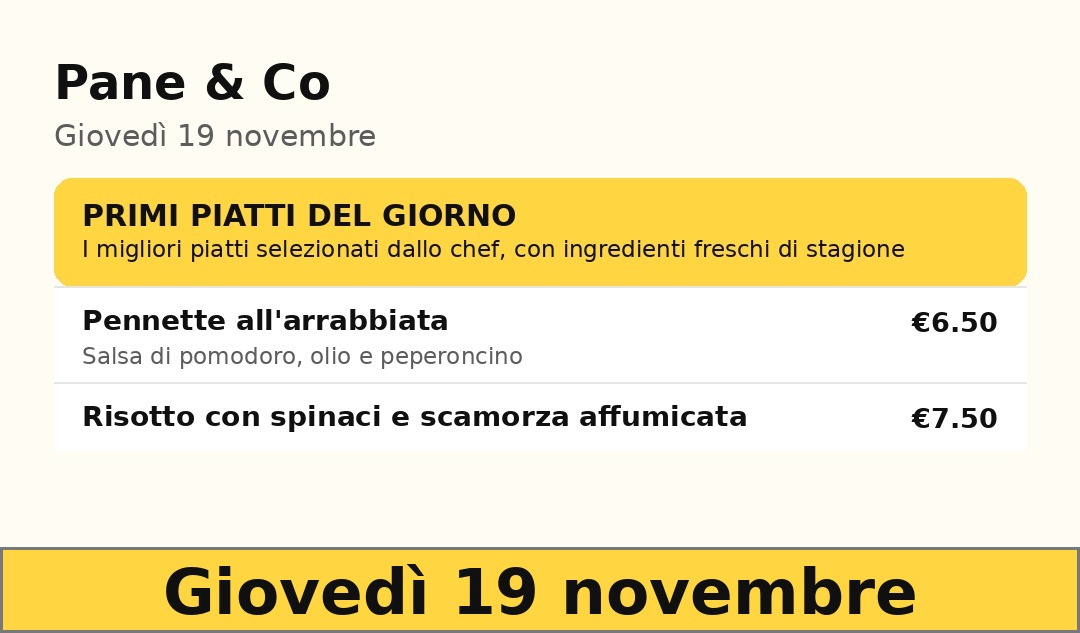 Pane & Co
Giovedì 19 novembre
PRIMI PIATTI DEL GIORNO
I migliori piatti selezionati dallo chef, con ingredienti freschi di stagione
Pennette all'arrabbiata €6.50
Salsa di pomodoro, olio e peperoncino
Risotto con spinaci e scamorza affumicata €7.50
Giovedì 19 novembre